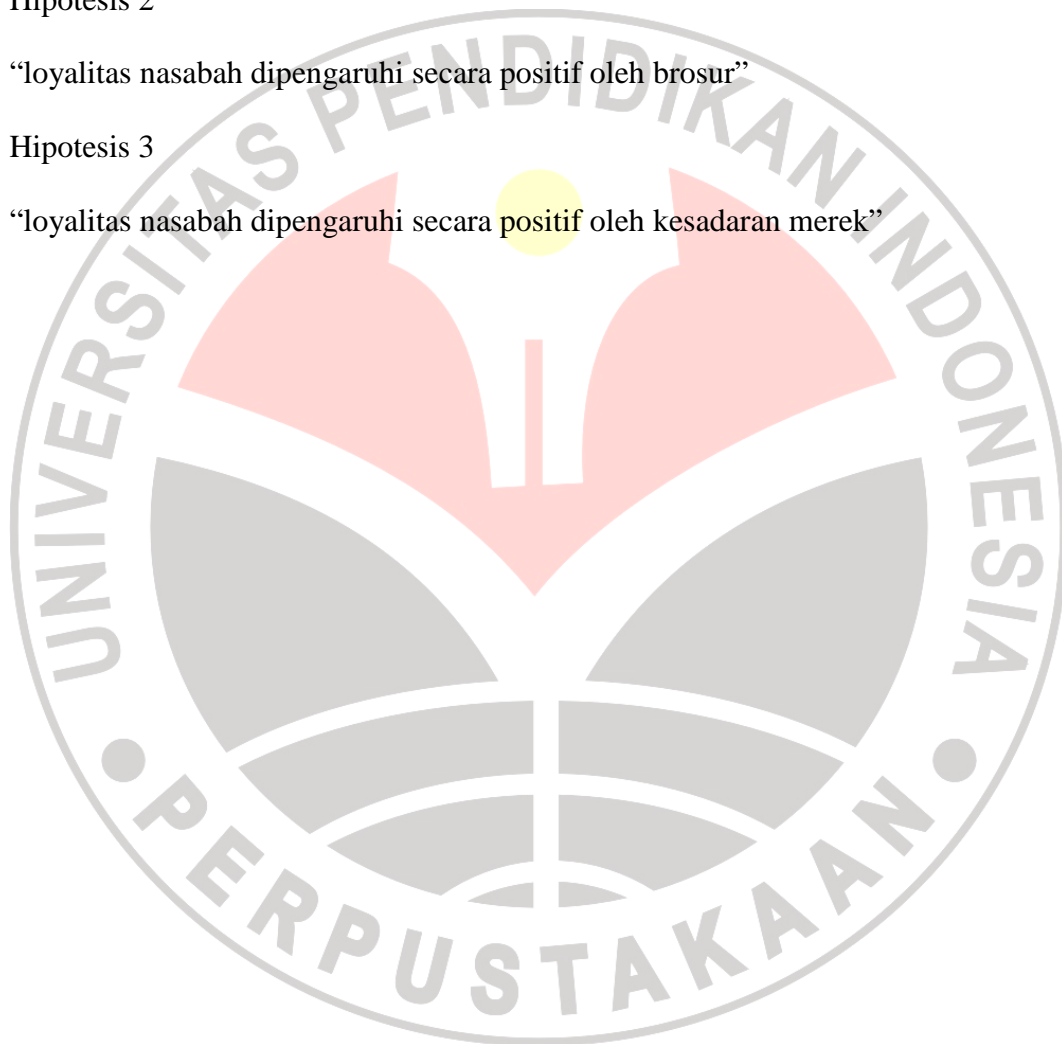 Hipotesis 2
“loyalitas nasabah dipengaruhi secara positif oleh brosur”
Hipotesis 3
“loyalitas nasabah dipengaruhi secara positif oleh kesadaran merek”
UNIVERSITAS PENDIDIKAN INDONESIA
PERPUSTAKAAN